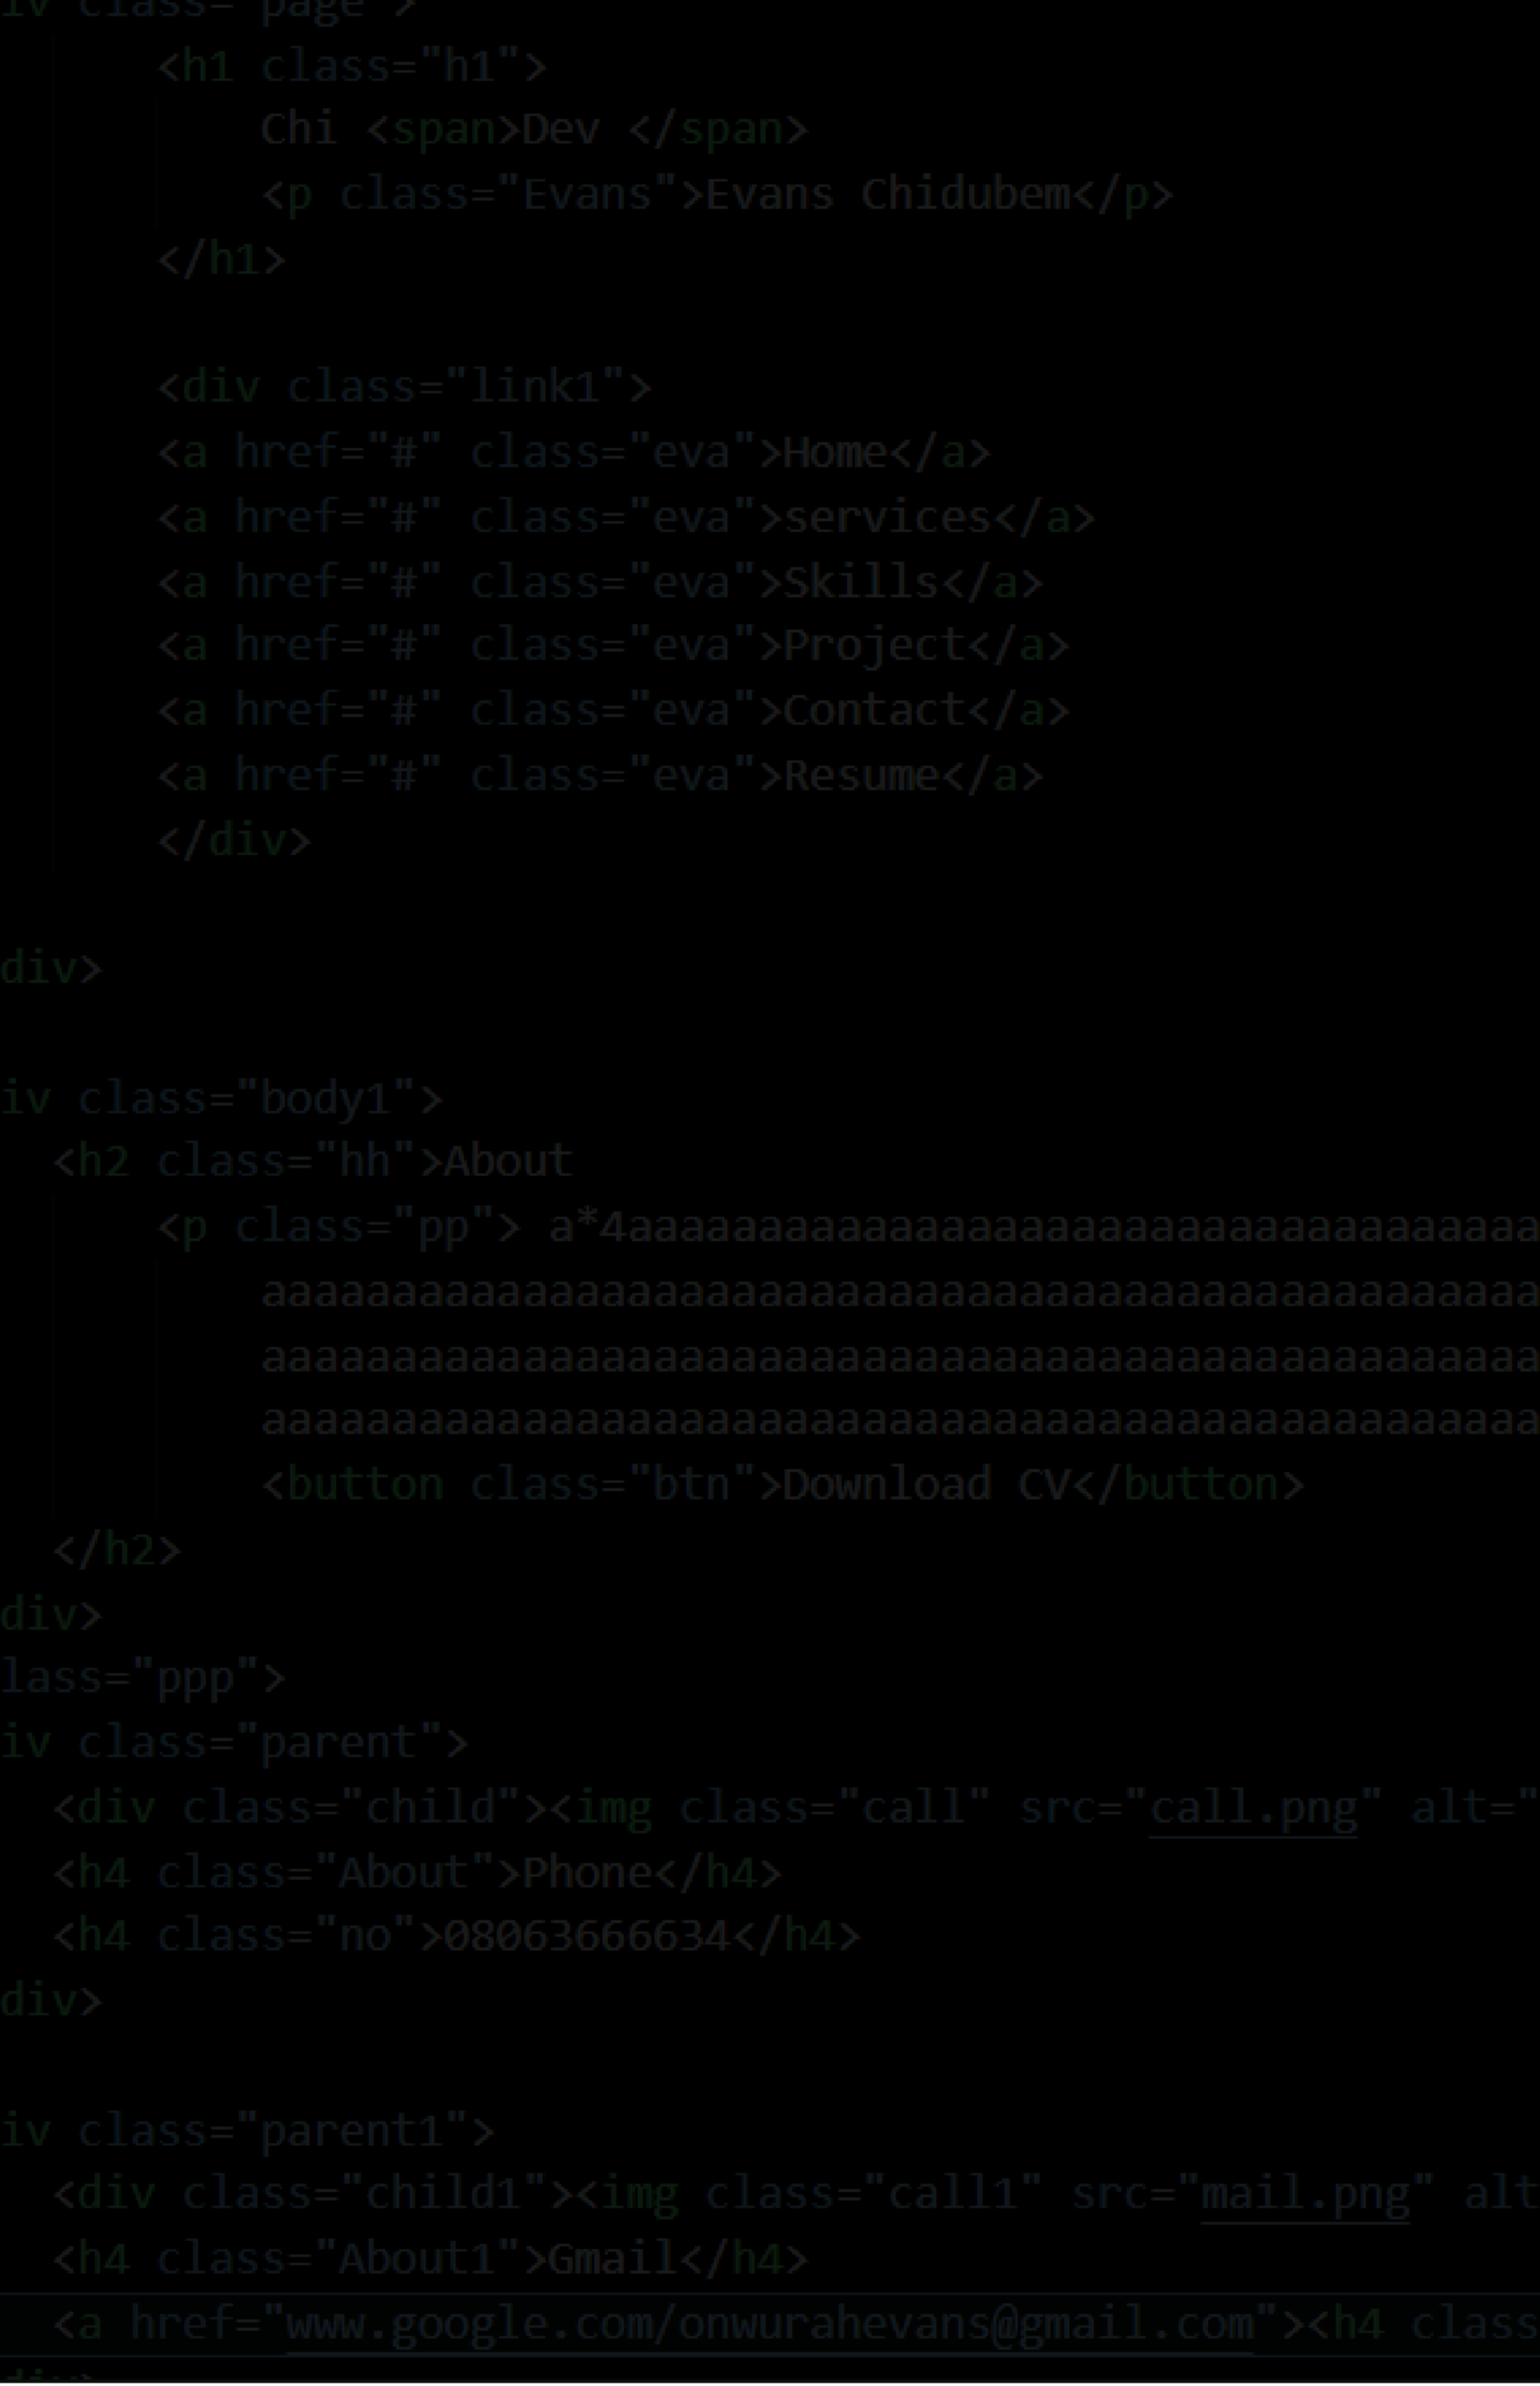 iv class="page">
<h1 class="h1">
Chi <span>Dev </span>
<p class="Evans">Evans Chidubem</p>
</h1>
<div class="link1">
<a href="#" class="eva">Home</a>
<a href="#" class="eva">services</a>
<a href="#" class="eva">Skills</a>
<a href="#" class="eva">Project</a>
<a href="#" class="eva">Contact</a>
<a href="#" class="eva">Resume</a>
</div>
div>
iv class="body1">
<h2 class="hh">About
<p class="pp"> a*4aaaaaaaaaaaaaaaaaaaaaaaaaaaaaaaaaaa
aaaaaaaaaaaaaaaaaaaaaaaaaaaaaaaaaaaaaaaaaaaaaaaaa
aaaaaaaaaaaaaaaaaaaaaaaaaaaaaaaaaaaaaaaaaaaaaaaaa
aaaaaaaaaaaaaaaaaaaaaaaaaaaaaaaaaaaaaaaaaaaaaaaaa
<button class="btn">Download CV</button>
</h2>
div>
lass="ppp">
iv class="parent">
<div class="child"><img class="call" src="call.png" alt="
<h4 class="About">Phone</h4>
<h4 class="no">08063666634</h4>
div>
iv class="parent1">
<div class="child1"><img class="call1" src="mail.png" alt
<h4 class="About1">Gmail</h4>
<a href="www.google.com/onwurahevans@gmail.com"><h4 class
div>